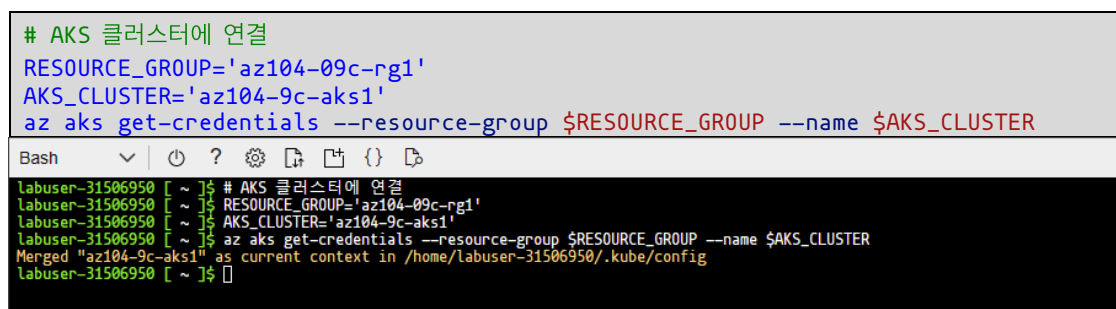 # AKS 클러스터에 연결
RESOURCE_GROUP='az104-09c-rg1'
AKS_CLUSTER='az104-9c-aks1'
az aks get-credentials --resource-group $RESOURCE_GROUP --name $AKS_CLUSTER
Bash
labuser-31506950 [ ~ ]$ # AKS 클러스터에 연결
labuser-31506950 [ ~ ]$ RESOURCE_GROUP='az104-09c-rg1'
labuser-31506950 [ ~ ]$ AKS_CLUSTER='az104-9c-aks1'
labuser-31506950 [ ~ ]$ az aks get-credentials --resource-group $RESOURCE_GROUP --name $AKS_CLUSTER
Merged "az104-9c-aks1" as current context in /home/labuser-31506950/.kube/config
labuser-31506950 [ ~ ]$